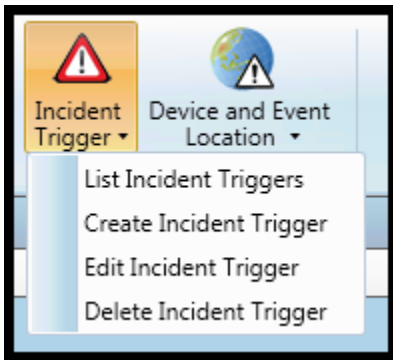 Incident
Trigger
Device and Event
Location
List Incident Triggers
Create Incident Trigger
Edit Incident Trigger
Delete Incident Trigger